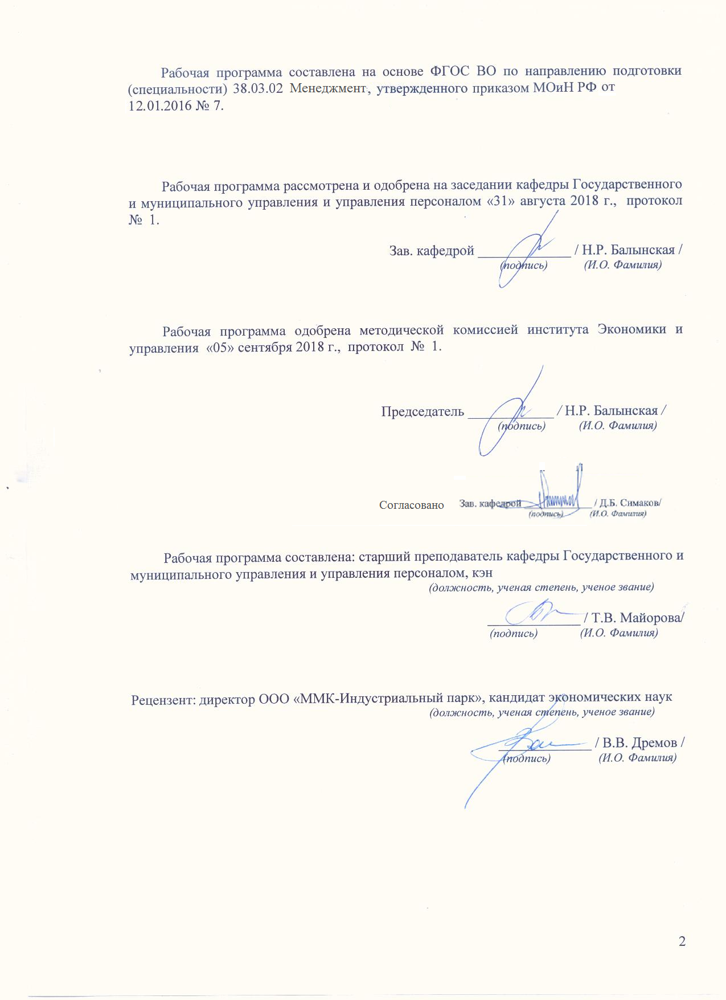 Рабочая программа составлена на основе ФГОС ВО по направлению подготовки
(специальности) 38.03.02 Менеджмент, утвержденного приказом МОиН РФ от
12.01.2016 № 7.
Рабочая программа рассмотрена и одобрена на заседании кафедры Государственного
и муниципального управления и управления персоналом «31» августа 2018 г., протокол
№ 1.
Зав. кафедрой ______________ / Н.Р. Балынская /
(подпись) (И.О. Фамилия)
Рабочая программа одобрена методической комиссией института Экономики и
управления «05» сентября 2018 г., протокол № 1.
Председатель _____________ / Н.Р. Балынская /
(подпись) (И.О. Фамилия)
Согласовано Зав. кафедрой ______________ / Д.Б. Симаков/
(подпись) (И.О. Фамилия)
Рабочая программа составлена: старший преподаватель кафедры Государственного и
муниципального управления и управления персоналом, кэн
(должность, ученая степень, ученое звание)
______________ / Т.В. Майорова/
(подпись) (И.О. Фамилия)
Рецензент: директор ООО «ММК-Индустриальный парк», кандидат экономических наук
(должность, ученая степень, ученое звание)
______________ / В.В. Дремов /
(подпись) (И.О. Фамилия)
2